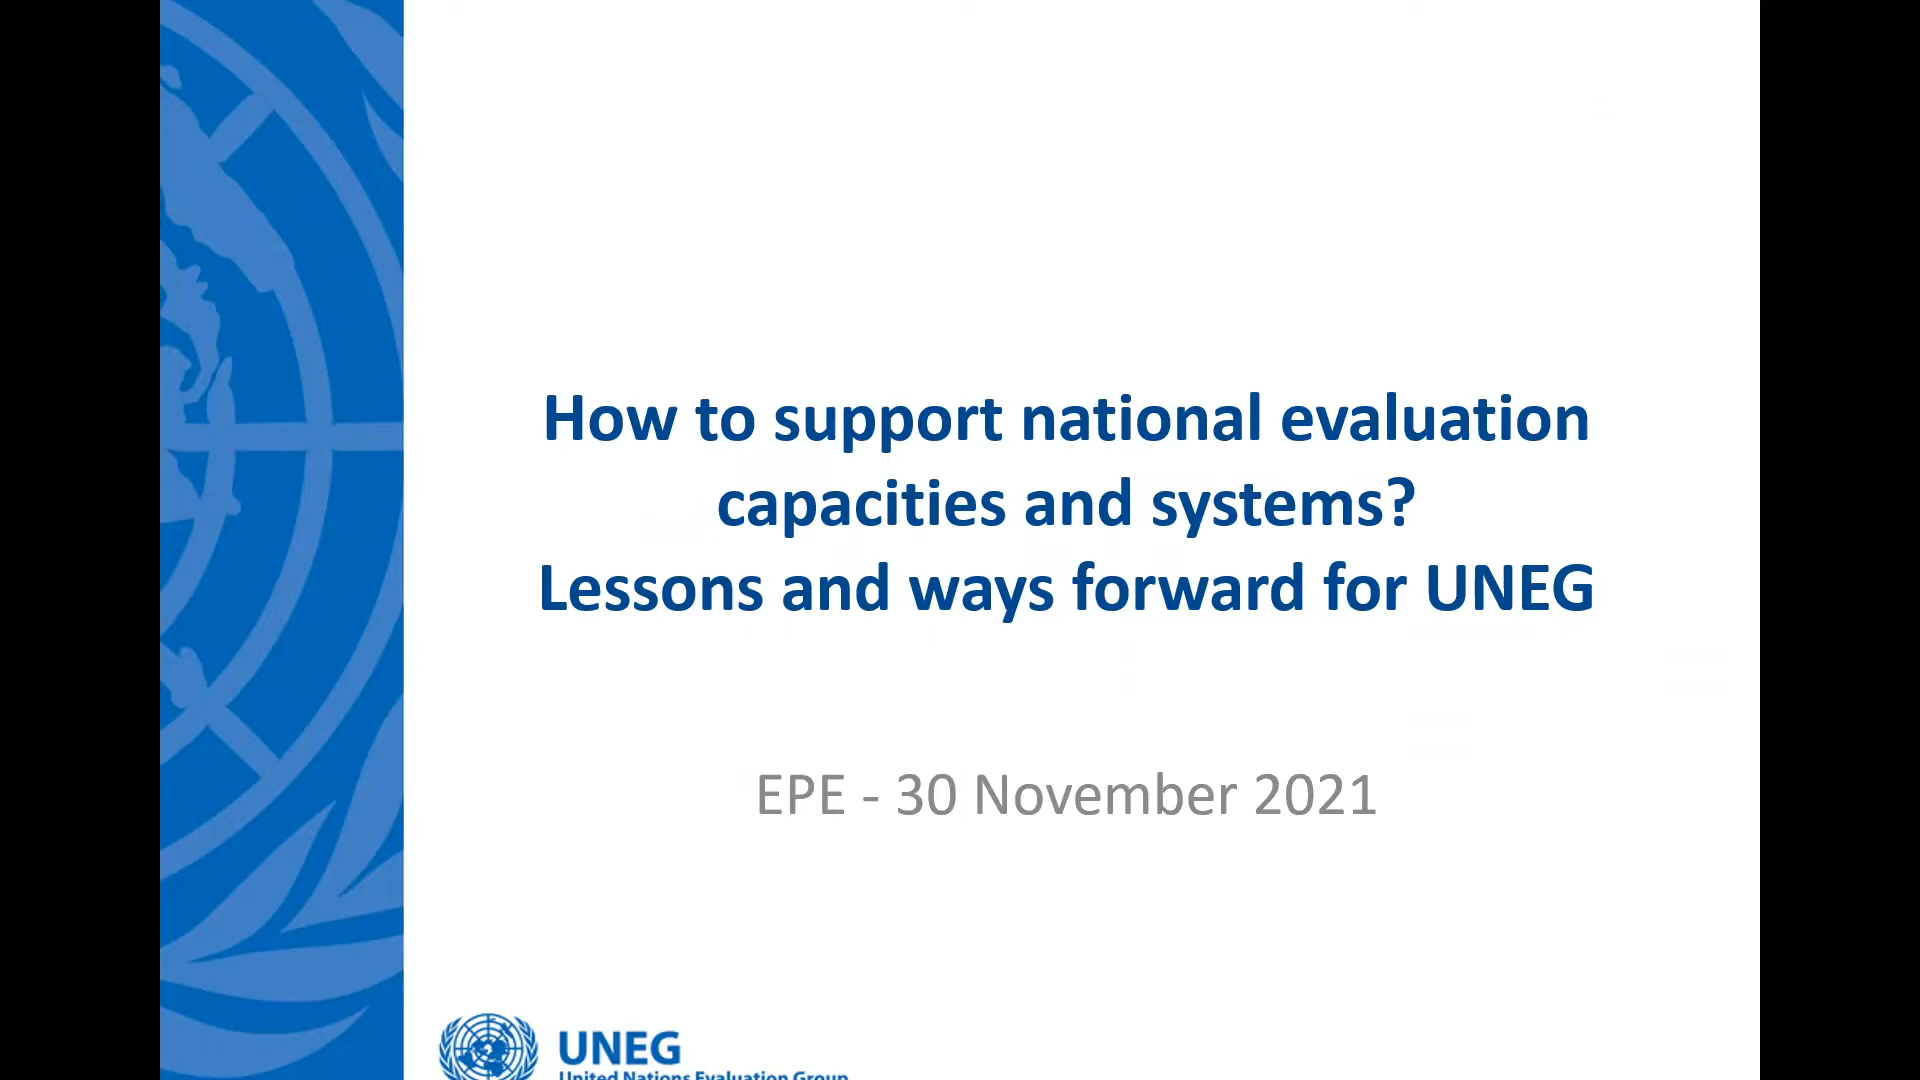 How to support national evaluation
capacities and systems?
Lessons and ways forward for UNEG
EPE - 30 November 2021
UNEG
United Nations Evaluation Group